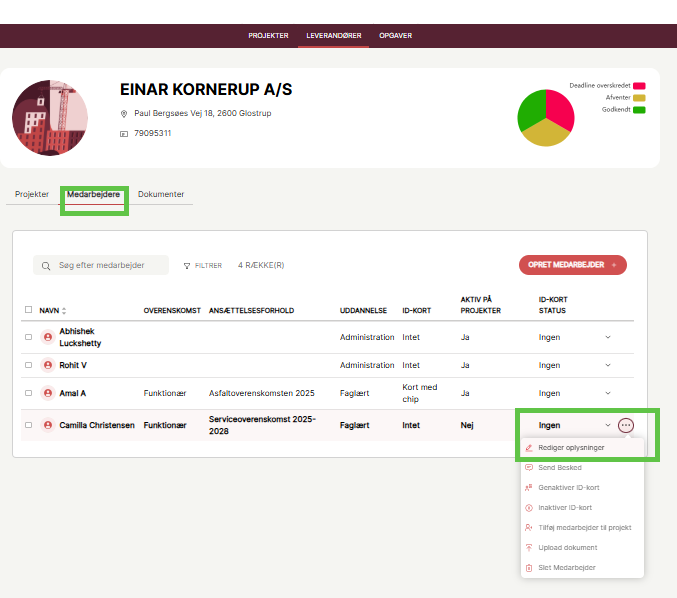 PROJEKTER LEVERANDØRER OPGAVER
EINAR KORNERUP A/S
Paul Bergsøes Vej 18, 2600 Glostrup
79095311
Deadline overskredet
Afventer
Godkendt
Projekter Medarbejdere Dokumenter
Søg efter medarbejder FILTRER 4 RÆKKE(R) OPRET MEDARBEJDER +
NAVN OVERENSKOMST ANSÆTTELSESFORHOLD UDDANNELSE ID-KORT AKTIV PÅ PROJEKTER ID-KORT STATUS
Abhishek Luckshetty Administration Intet Ja Ingen
Rohit V Administration Intet Ja Ingen
Amal A Funktionær Asfaltoverenskomsten 2025 Faglært Kort med chip Ja Ingen
Camilla Christensen Funktionær Serviceoverenskomst 2025-2028 Faglært Intet Nej Ingen
Rediger oplysninger
Send Besked
Genaktiver ID-kort
Inaktiver ID-kort
Tilføj medarbejder til projekt
Upload dokument
Slet Medarbejder